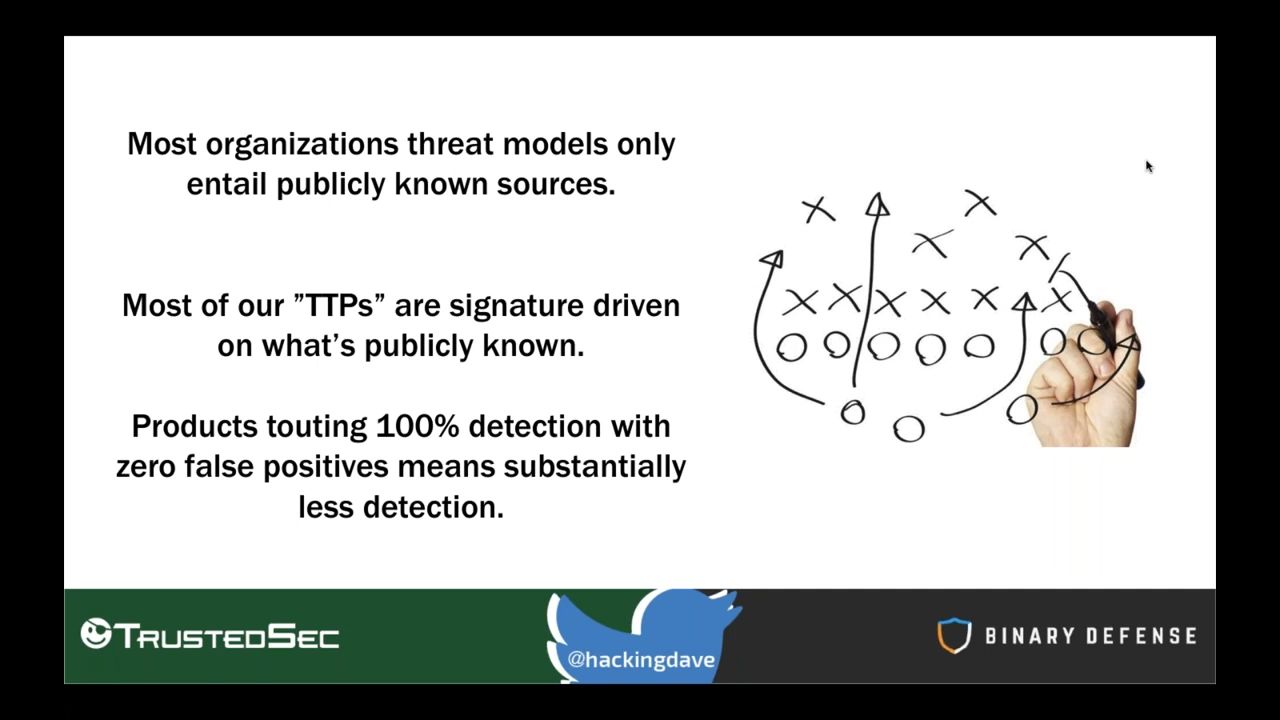 Most organizations threat models only
entail publicly known sources.
Most of our ”TTPs” are signature driven
on what’s publicly known.
Products touting 100% detection with
zero false positives means substantially
less detection.
TRUSTEDSEC
@hackingdave
BINARY DEFENSE